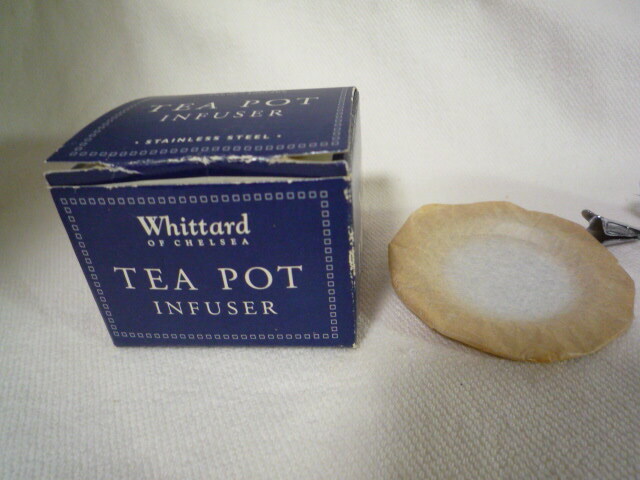 TEA POT
INFUSER
• STAINLESS STEEL •
Whittard
OF CHELSEA
TEA POT
INFUSER